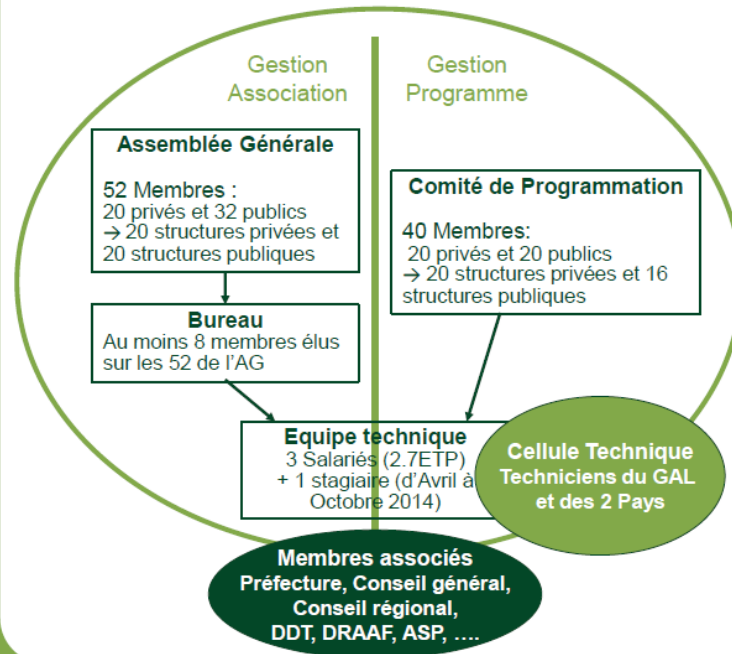 Gestion
Association
Gestion
Programme
Assemblée Générale
52 Membres :
20 privés et 32 publics
→ 20 structures privées et
20 structures publiques
Comité de Programmation
40 Membres:
20 privés et 20 publics
→ 20 structures privées et 16
structures publiques
Bureau
Au moins 8 membres élus
sur les 52 de l'AG
Equipe technique
3 Salariés (2.7ETP)
+ 1 stagiaire (d'Avril à
Octobre 2014)
Cellule Technique
Techniciens du GAL
et des 2 Pays
Membres associés
Préfecture, Conseil général,
Conseil régional,
DDT, DRAAF, ASP, ....